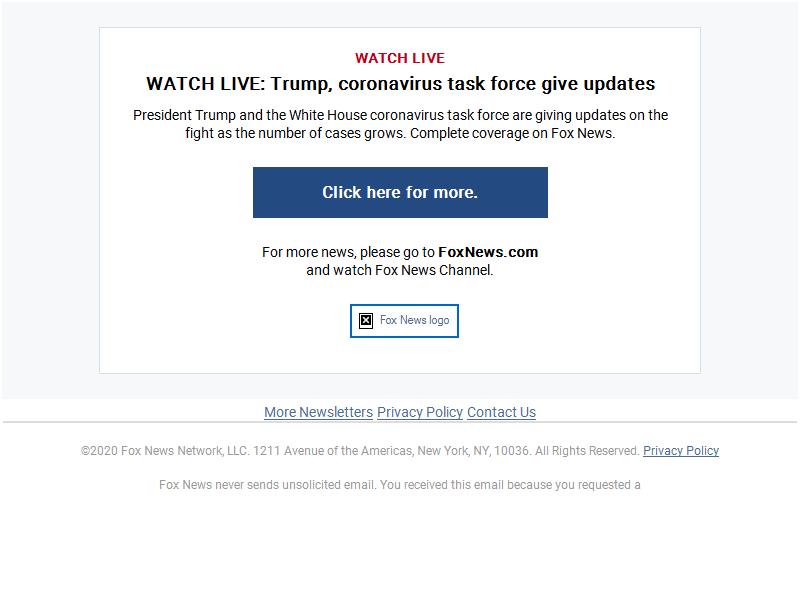 WATCH LIVE
WATCH LIVE: Trump, coronavirus task force give updates
President Trump and the White House coronavirus task force are giving updates on the
fight as the number of cases grows. Complete coverage on Fox News.
Click here for more.
For more news, please go to FoxNews.com
and watch Fox News Channel.
Fox News logo
More Newsletters Privacy Policy Contact Us
©2020 Fox News Network, LLC. 1211 Avenue of the Americas, New York, NY, 10036. All Rights Reserved. Privacy Policy
Fox News never sends unsolicited email. You received this email because you requested a